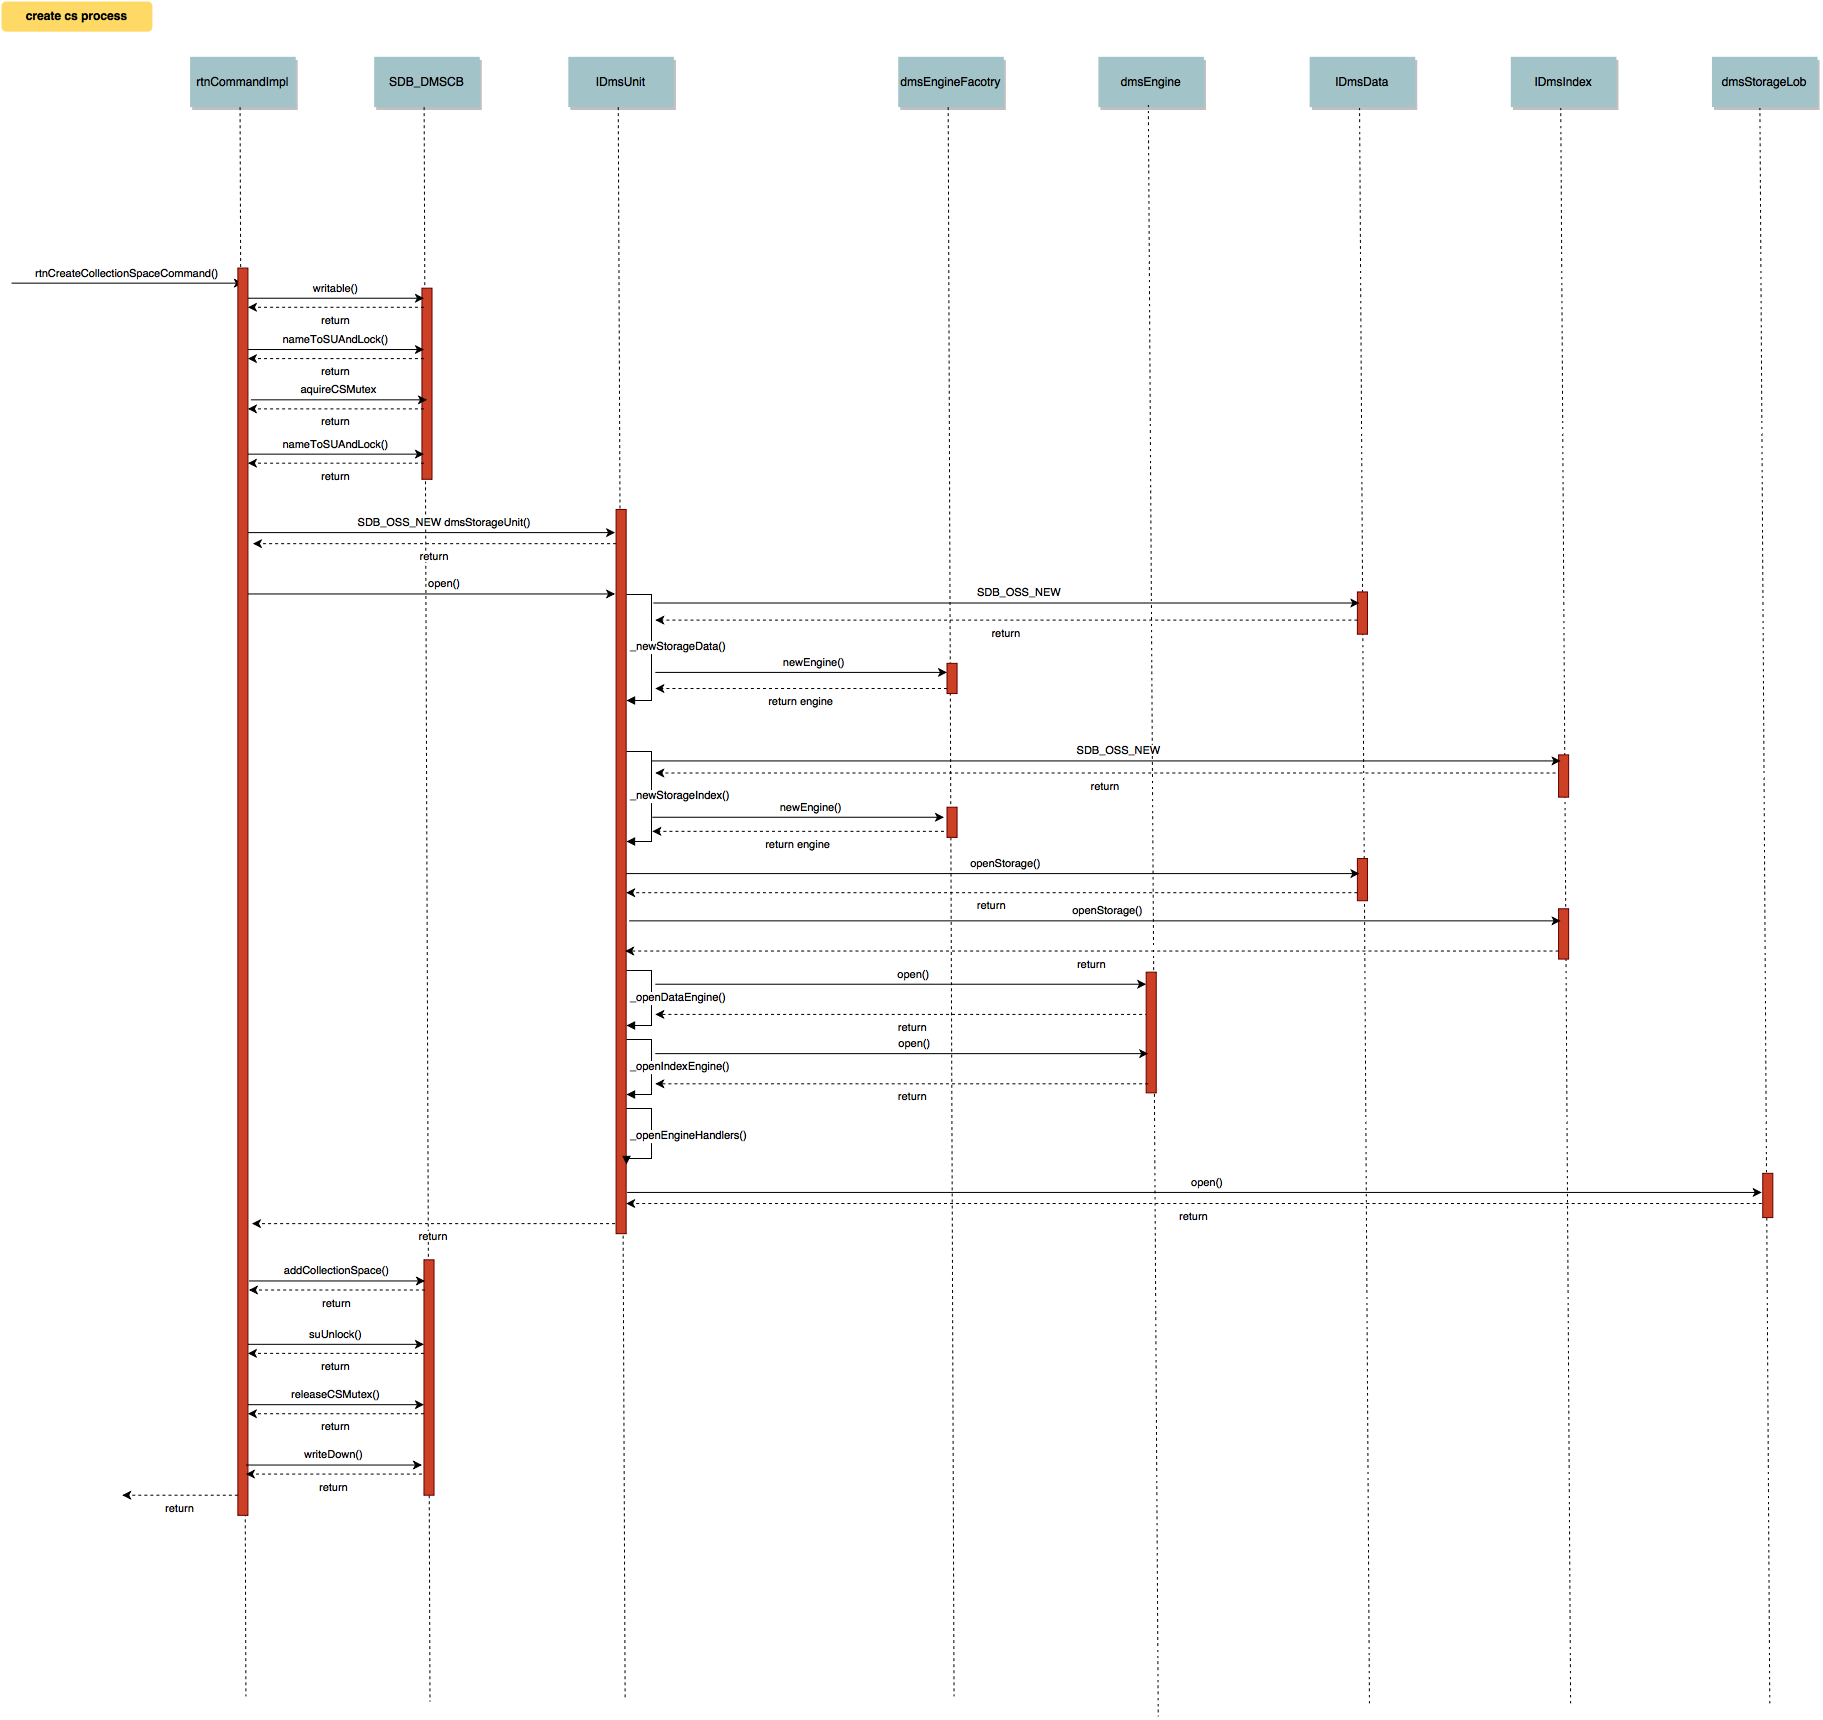 create cs process
rtnCommandImpl
SDB_DMSCB
IDmsUnit
dmsEngineFacotry
dmsEngine
IDmsData
IDmsIndex
dmsStorageLob
rtnCreateCollectionSpaceCommand()
writable()
return
nameToSUAndLock()
return
aquireCSMutex
return
nameToSUAndLock()
return
SDB_OSS_NEW dmsStorageUnit()
return
open()
SDB_OSS_NEW
return
_newStorageData()
newEngine()
return engine
SDB_OSS_NEW
return
_newStorageIndex()
newEngine()
return engine
openStorage()
return
openStorage()
return
open()
_openDataEngine()
return
open()
_openIndexEngine()
return
_openEngineHandlers()
open()
return
return
addCollectionSpace()
return
suUnlock()
return
releaseCSMutex()
return
writeDown()
return
return